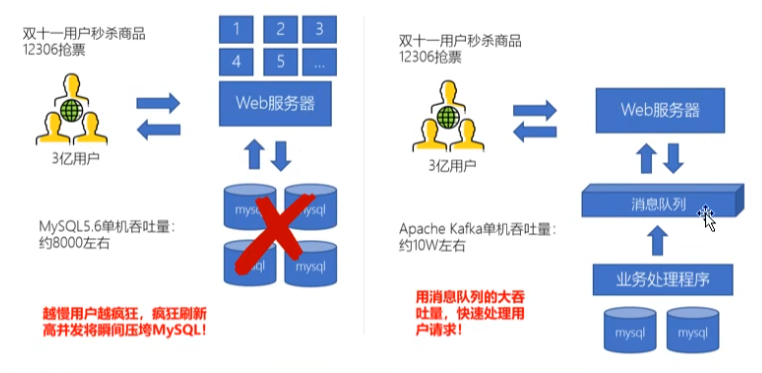 双十一用户秒杀商品
12306抢票
3亿用户
1 2 3
4 5 ...
Web服务器
mysql mysql
mysql mysql
MySQL5.6单机吞吐量：
约8000左右
越慢用户越疯狂，疯狂刷新
高并发将瞬间压垮MySQL！
双十一用户秒杀商品
12306抢票
3亿用户
Web服务器
消息队列
Apache Kafka单机吞吐量：
约10W左右
业务处理程序
mysql mysql
用消息队列的大吞
吐量，快速处理用
户请求！